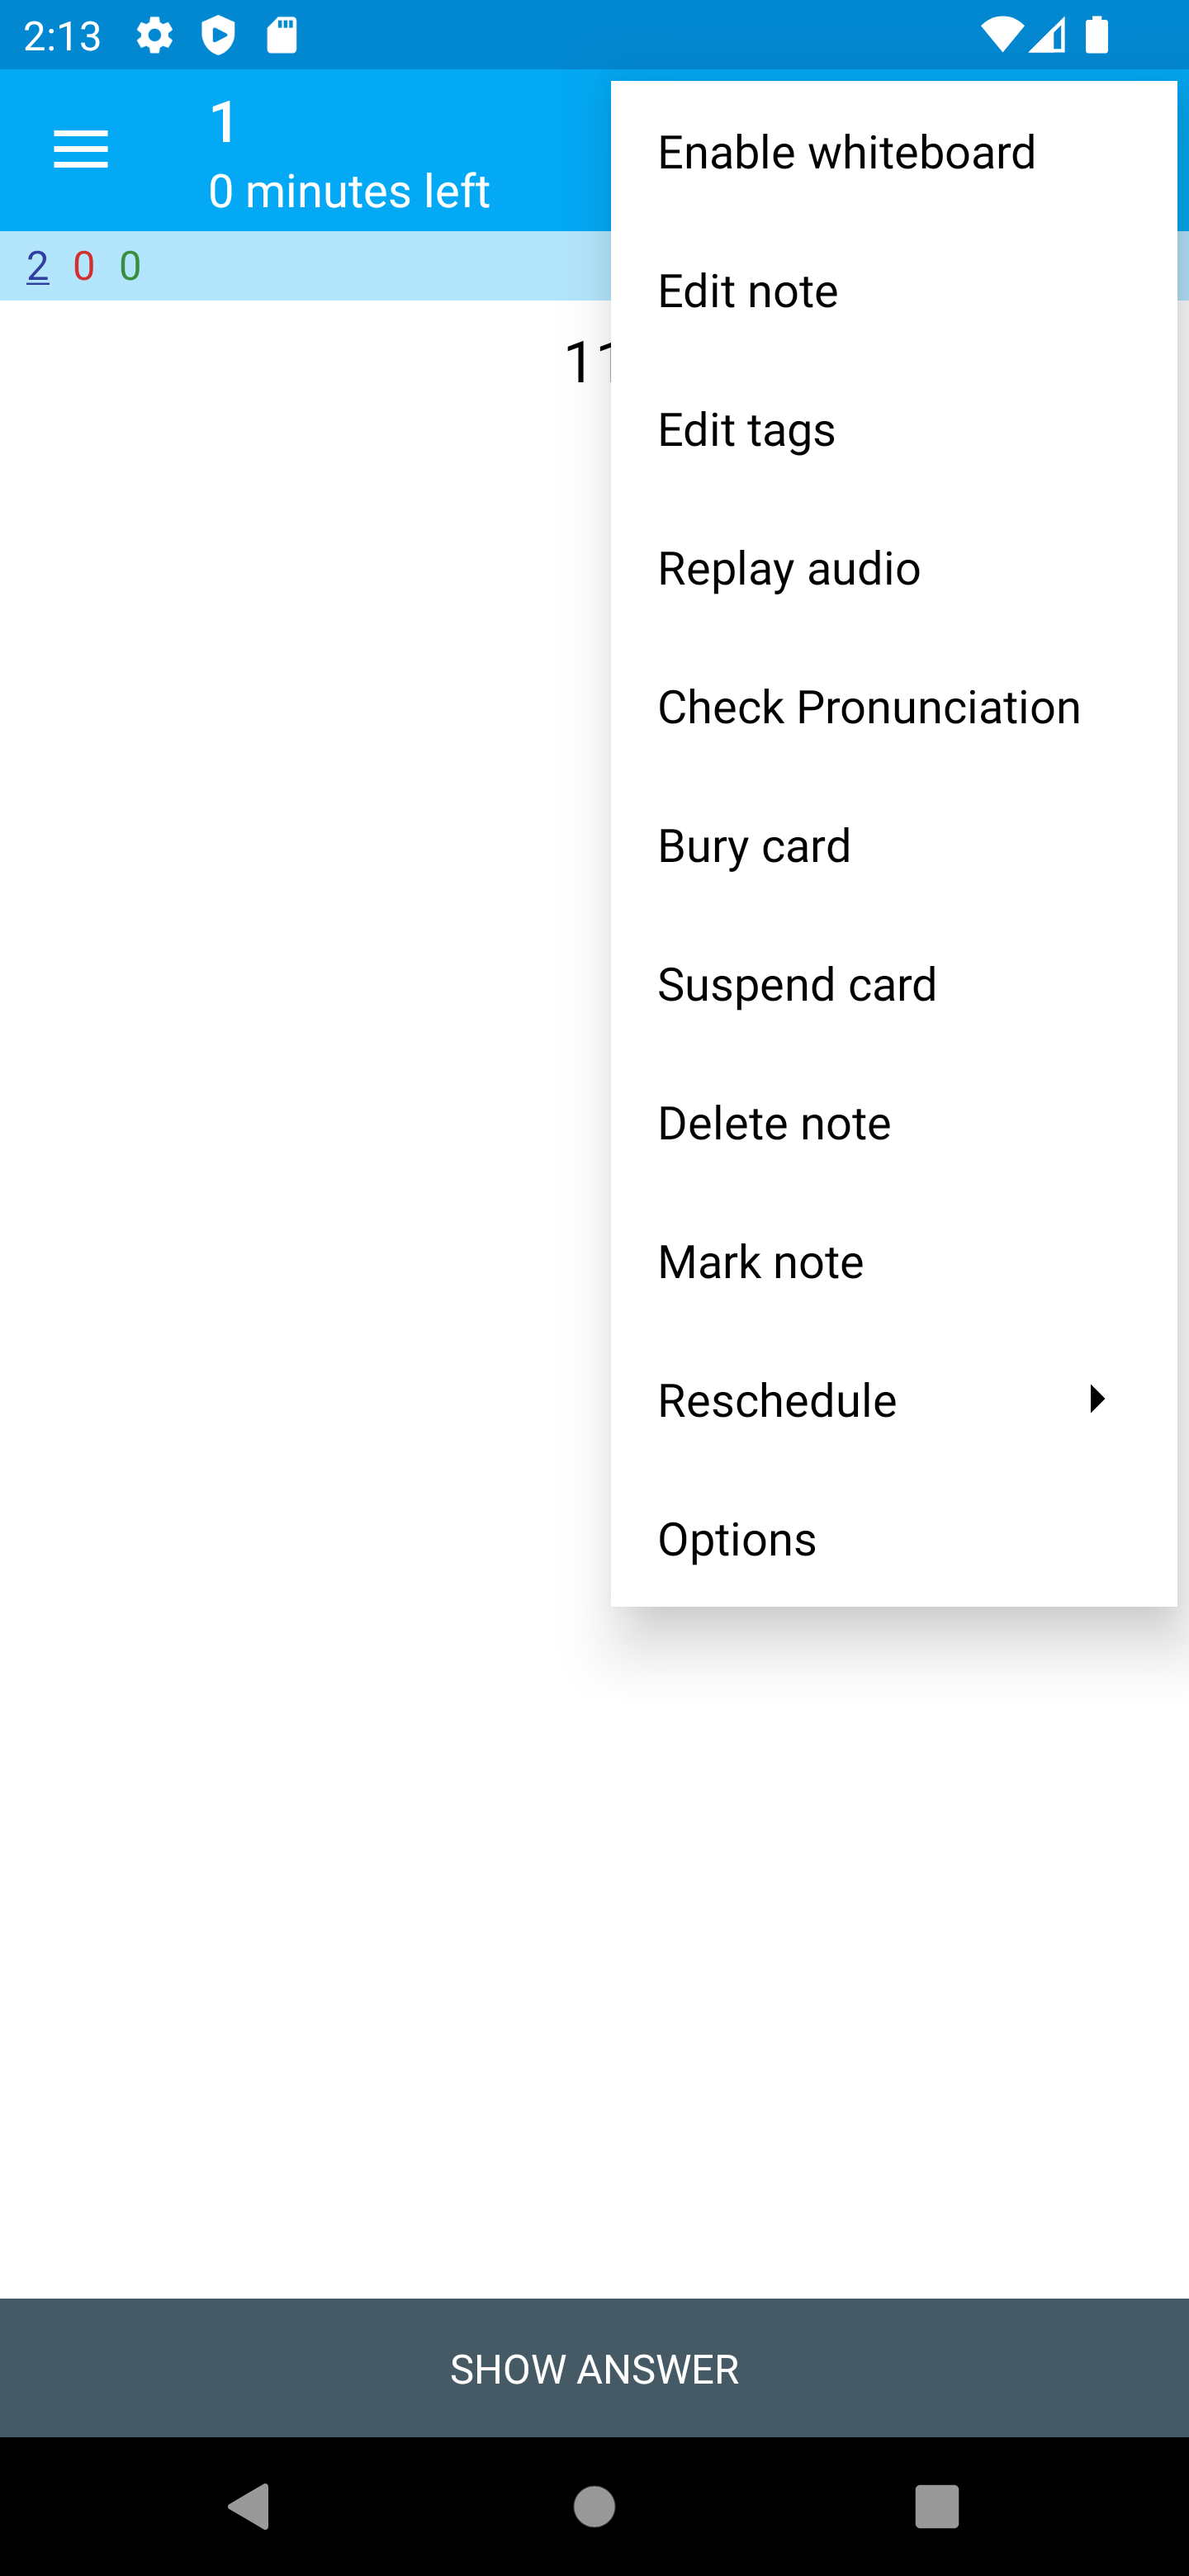 2:13
1
0 minutes left
2 0 0
Enable whiteboard
Edit note
Edit tags
Replay audio
Check Pronunciation
Bury card
Suspend card
Delete note
Mark note
Reschedule
Options
SHOW ANSWER